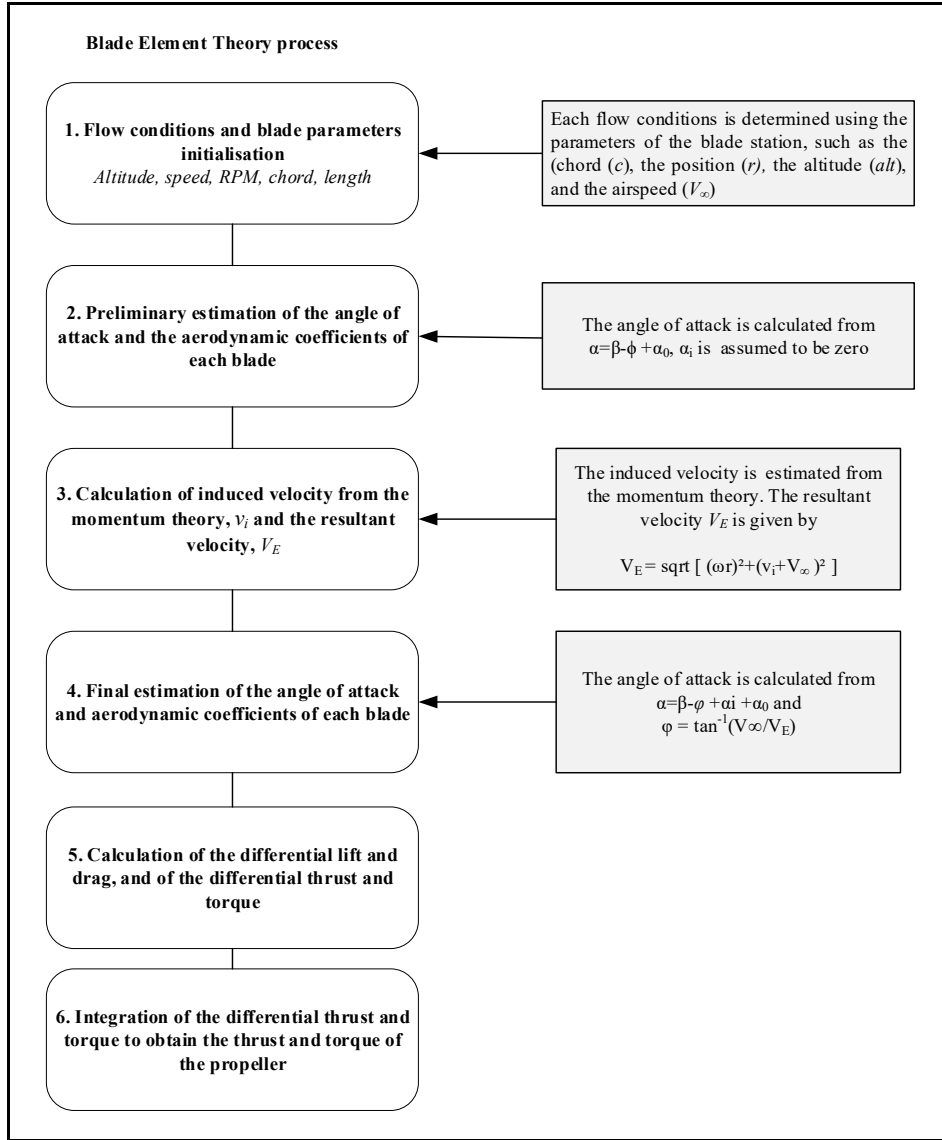 Blade Element Theory process
1. Flow conditions and blade parameters
initialisation
Altitude, speed, RPM, chord, length
Each flow conditions is determined using the
parameters of the blade station, such as the
(chord (c), the position (r), the altitude (alt),
and the airspeed (V∞)
2. Preliminary estimation of the angle of
attack and the aerodynamic coefficients of
each blade
The angle of attack is calculated from
α=β-ϕ +α₀, αᵢ is assumed to be zero
3. Calculation of induced velocity from the
momentum theory, vᵢ and the resultant
velocity, V_E
The induced velocity is estimated from
the momentum theory. The resultant
velocity V_E is given by
V_E = sqrt [ (ωr)²+(vᵢ+V∞ )² ]
4. Final estimation of the angle of attack
and aerodynamic coefficients of each blade
The angle of attack is calculated from
α=β-φ +αi +α₀ and
φ = tan⁻¹(V∞/V_E)
5. Calculation of the differential lift and
drag, and of the differential thrust and
torque
6. Integration of the differential thrust and
torque to obtain the thrust and torque of
the propeller